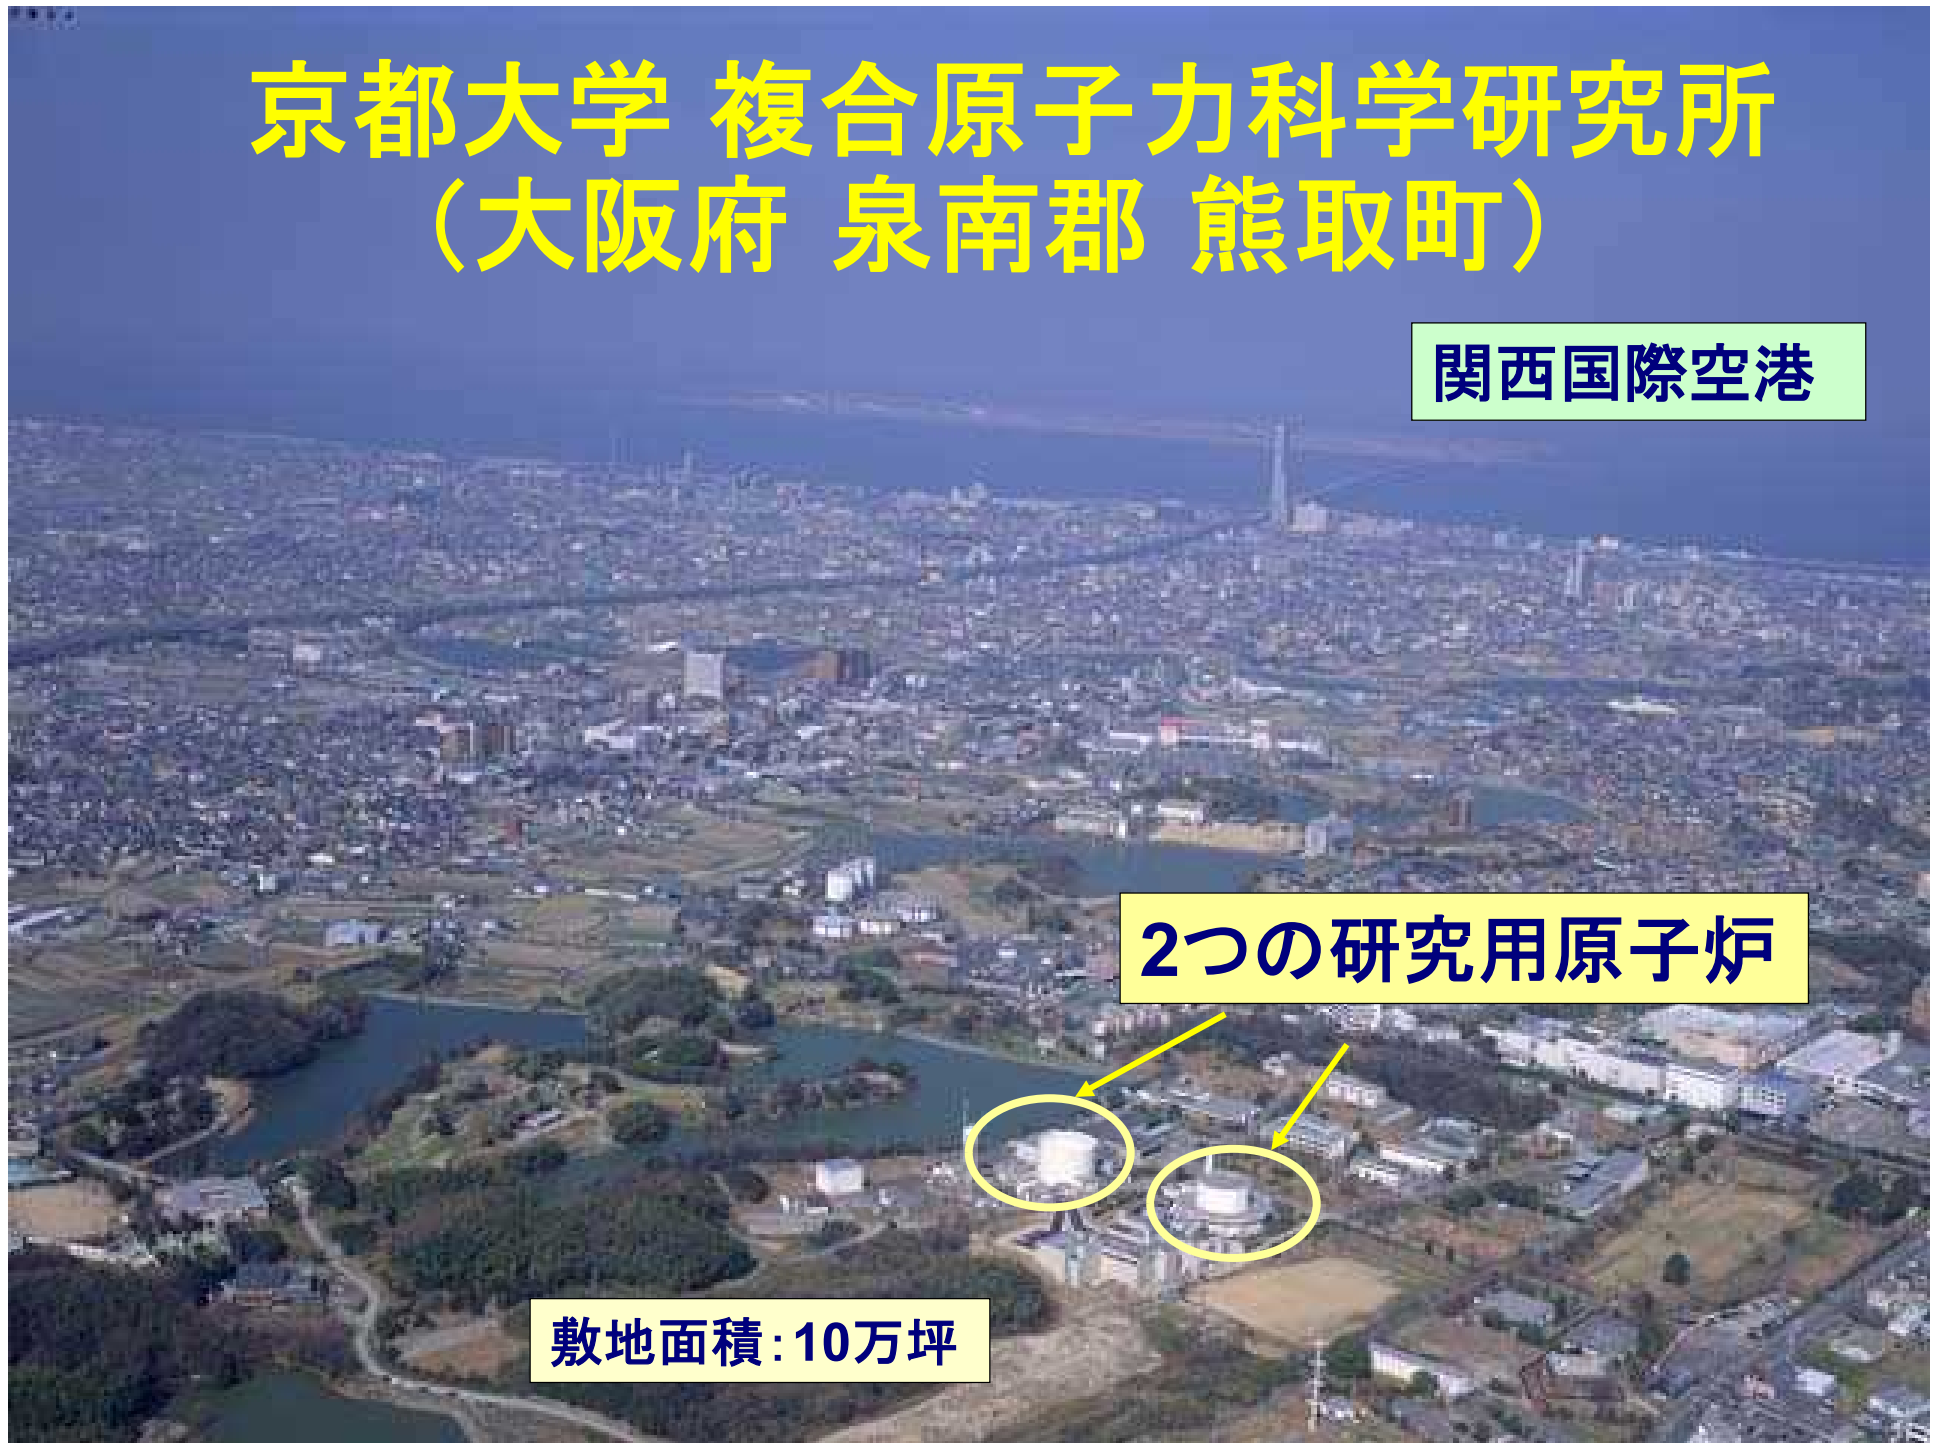 京都大学 複合原子力科学研究所
（大阪府 泉南郡 熊取町）
関西国際空港
2つの研究用原子炉
敷地面積：10万坪